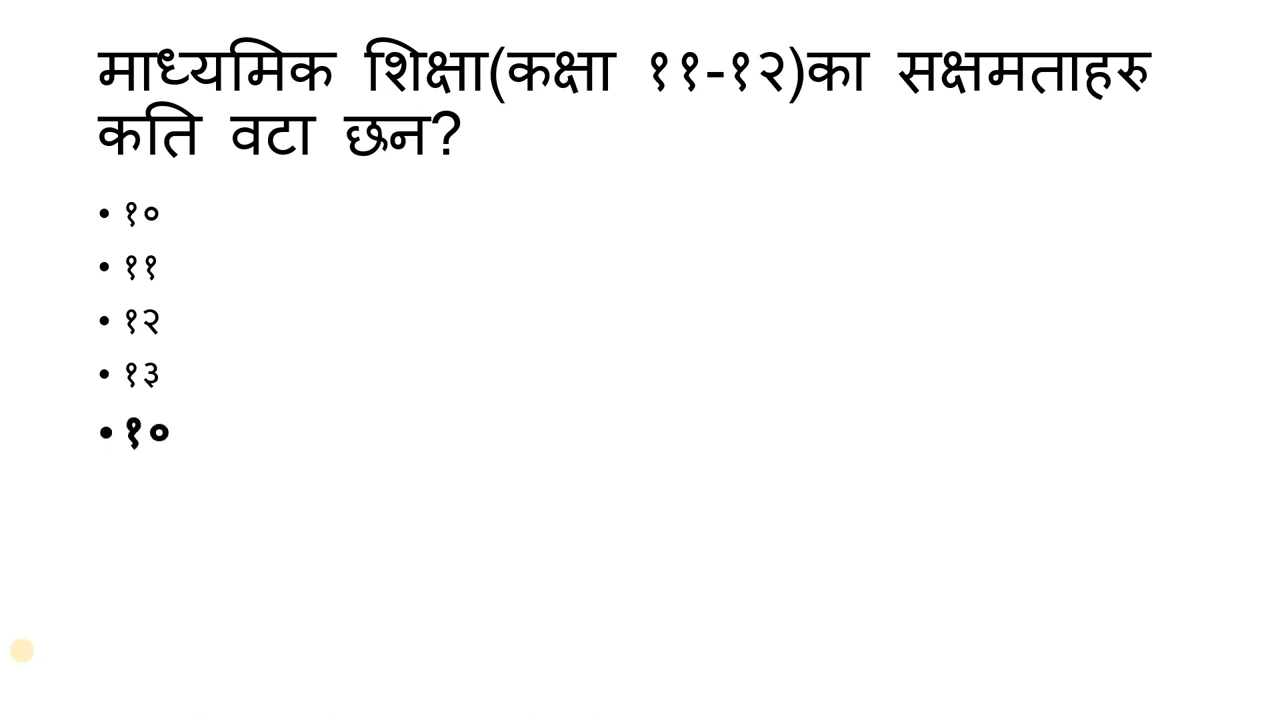 माध्यमिक शिक्षा(कक्षा ११-१२)का सक्षमताहरु
कति वटा छन?
• १०
• ११
• १२
• १३
• १०